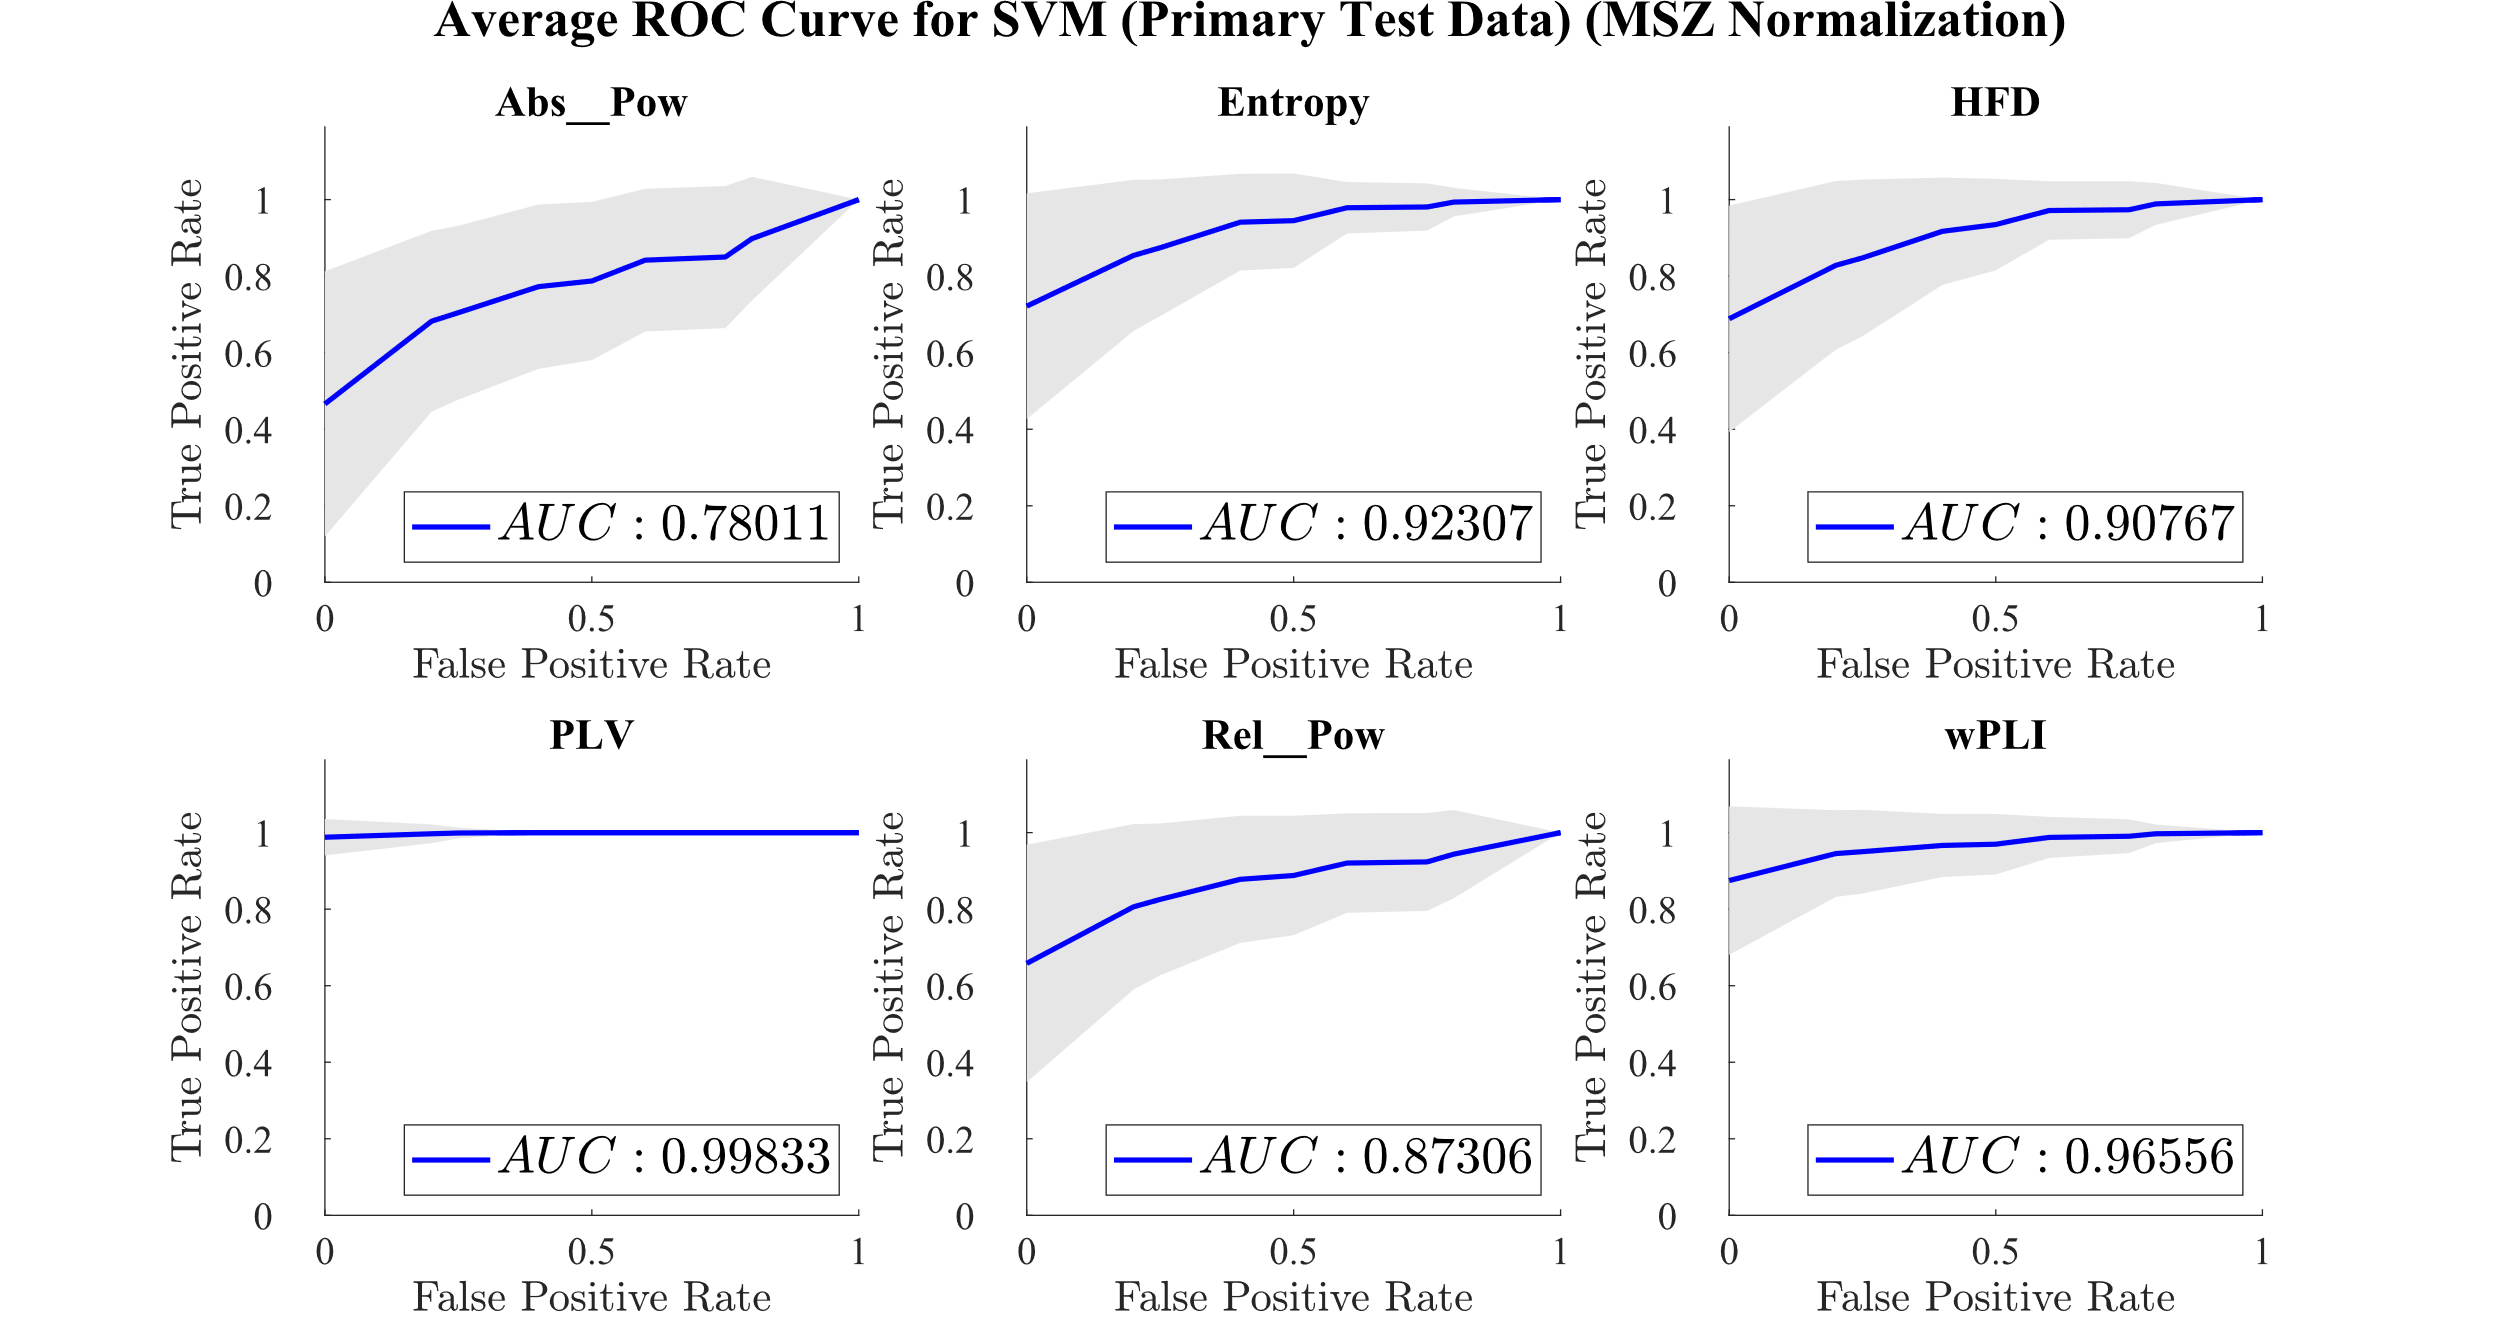 Average ROC Curve for SVM (Primary Test Data) (MSZ Normalization)
Abs__Pow
True Positive Rate
1
0.8
0.6
0.4
0.2
0
AUC : 0.78011
0 0.5 1
False Positive Rate
Entropy
True Positive Rate
1
0.8
0.6
0.4
0.2
0
AUC : 0.92307
0 0.5 1
False Positive Rate
HFD
True Positive Rate
1
0.8
0.6
0.4
0.2
0
AUC : 0.90767
0 0.5 1
False Positive Rate
PLV
True Positive Rate
1
0.8
0.6
0.4
0.2
0
AUC : 0.99833
0 0.5 1
False Positive Rate
Rel__Pow
True Positive Rate
1
0.8
0.6
0.4
0.2
0
AUC : 0.87306
0 0.5 1
False Positive Rate
wPLI
True Positive Rate
1
0.8
0.6
0.4
0.2
0
AUC : 0.96556
0 0.5 1
False Positive Rate